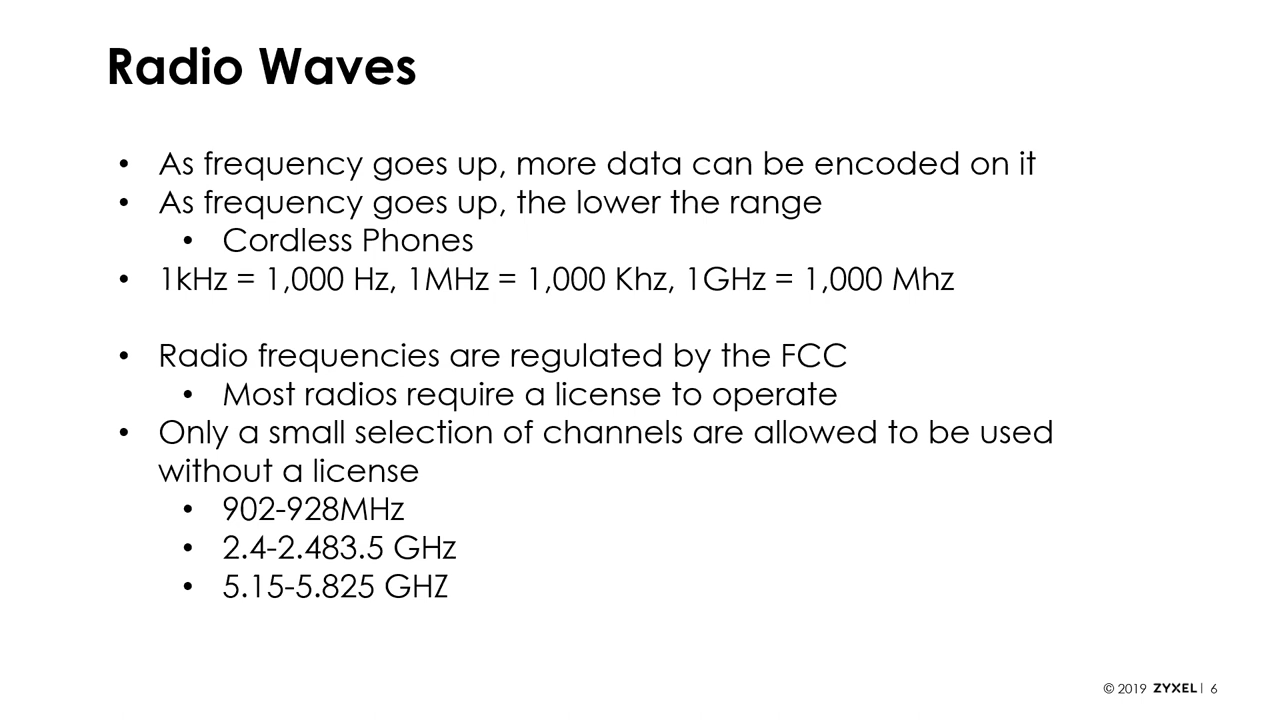 Radio Waves
• As frequency goes up, more data can be encoded on it
• As frequency goes up, the lower the range
• Cordless Phones
• 1kHz = 1,000 Hz, 1MHz = 1,000 Khz, 1GHz = 1,000 Mhz
• Radio frequencies are regulated by the FCC
• Most radios require a license to operate
• Only a small selection of channels are allowed to be used
without a license
• 902-928MHz
• 2.4-2.483.5 GHz
• 5.15-5.825 GHZ
© 2019 ZYXEL | 6